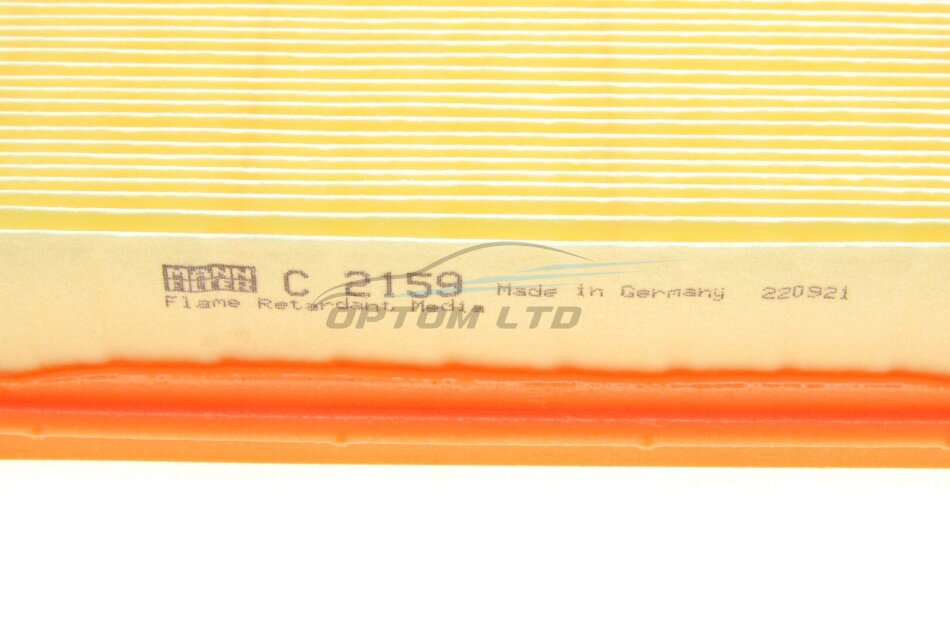 MANN FILTER C 2159 Made in Germany 220921
Flame Retardant Media
OPTOM LTD